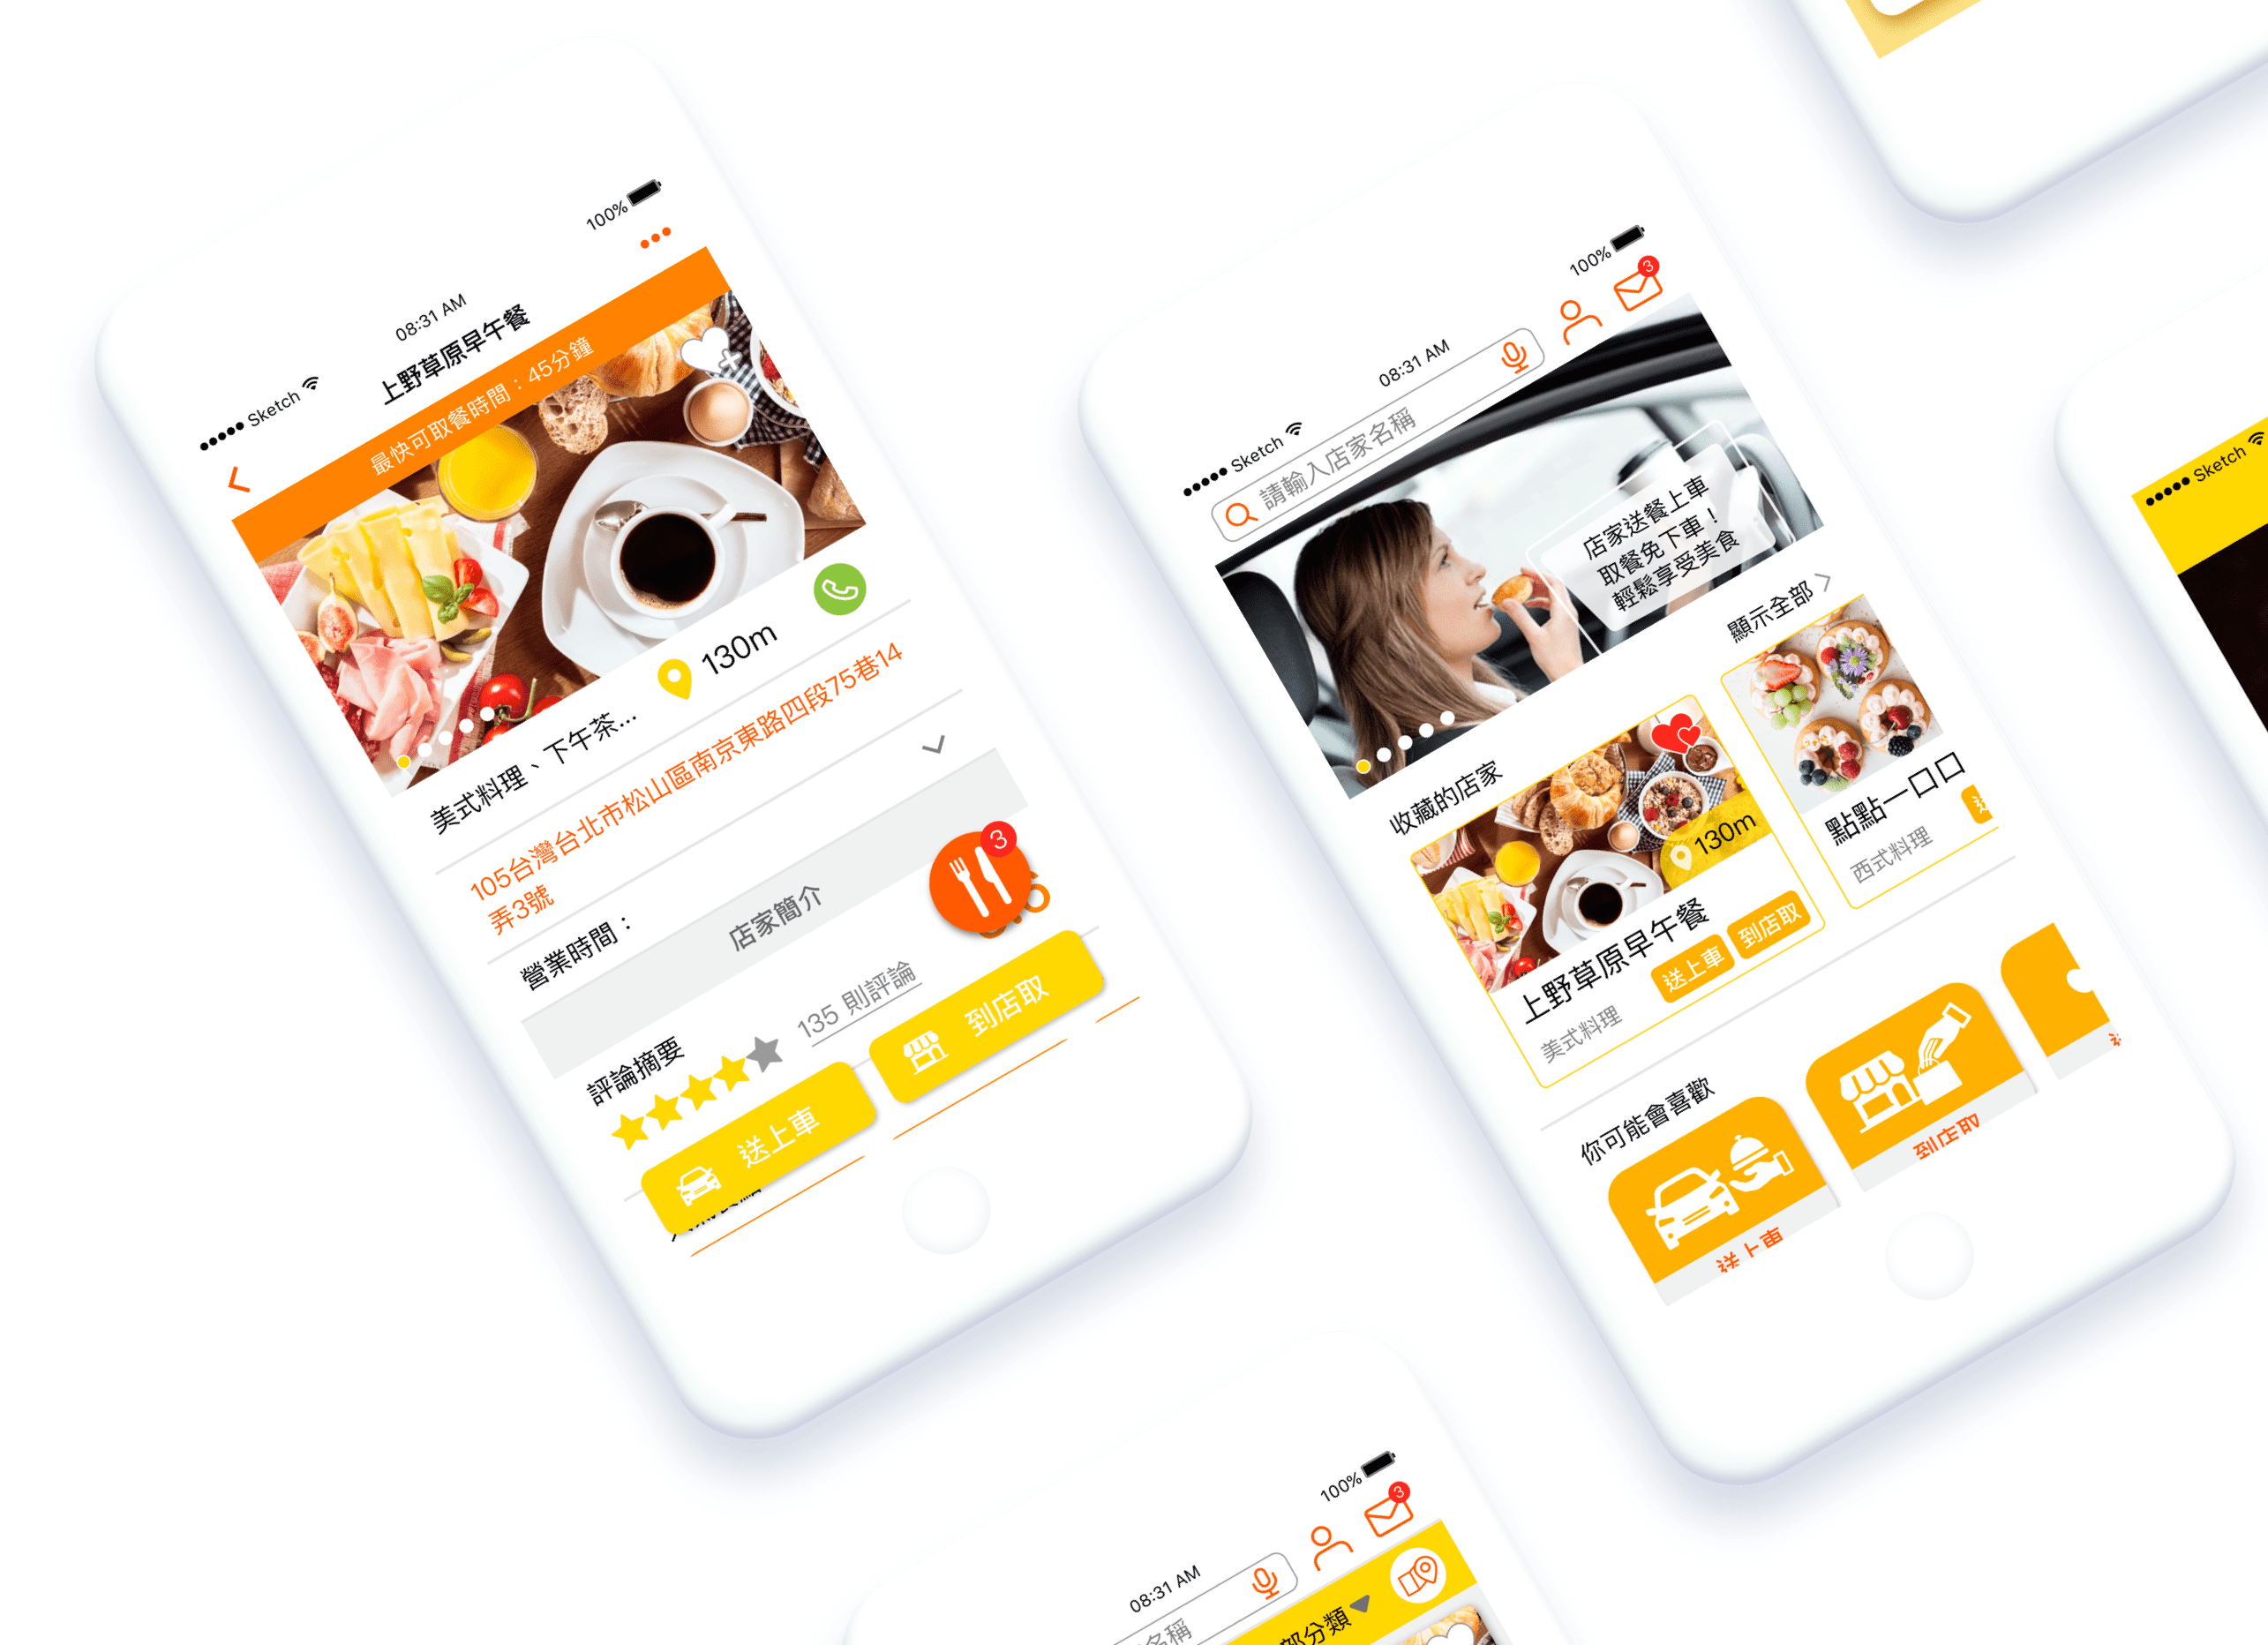 Sketch
08:31 AM
100%
上野草原早午餐
最快可取餐時間：45分鐘
美式料理、下午茶...
130m
105台灣台北市松山區南京東路四段75巷14
弄3號
營業時間：
店家簡介
3
評論摘要
135 則評論
送上車
到店取
Sketch
08:31 AM
100%
請輸入店家名稱
3
店家送餐上車
取餐免下車！
輕鬆享受美食
收藏的店家
顯示全部
130m
上野草原早午餐
美式料理
送上車
到店取
點點一口口
西式料理
送
你可能會喜歡
送上車
到店取
08:31 AM
100%
名稱
3
部分類
Sketch